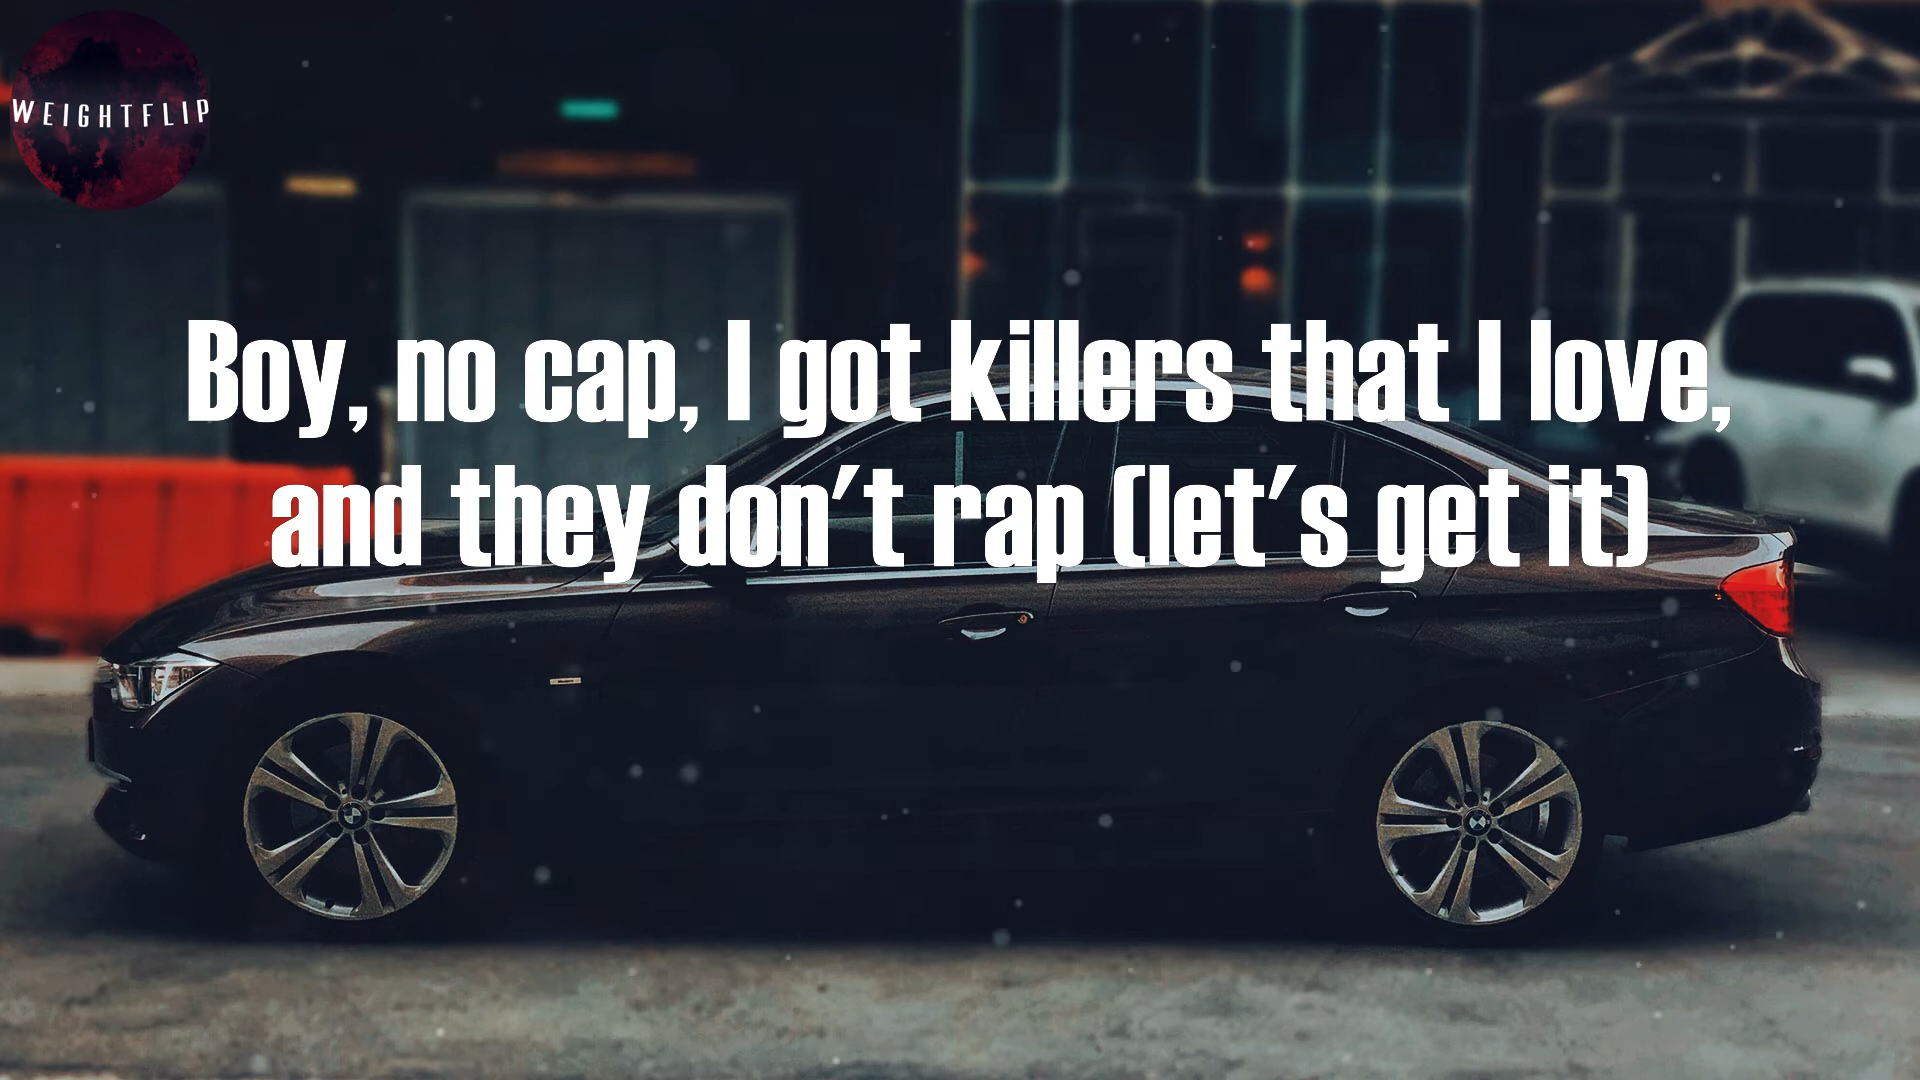 WEIGHTFLIP
Boy, no cap, I got killers that I love,
and they don't rap (let's get it)